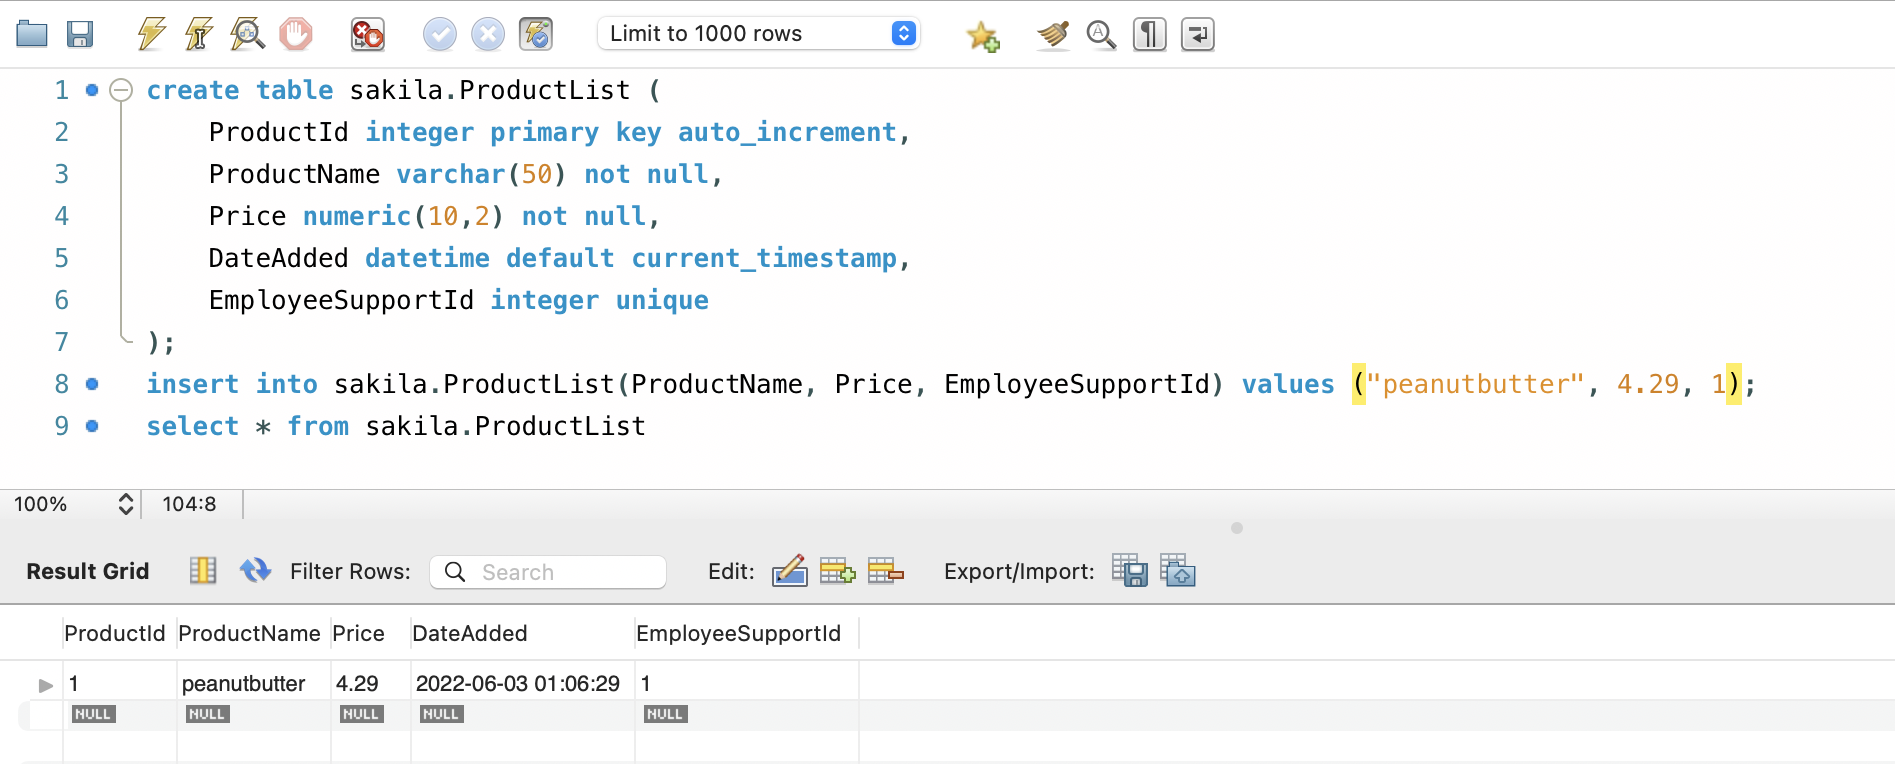 Limit to 1000 rows
1 create table sakila.ProductList (
2 ProductId integer primary key auto_increment,
3 ProductName varchar(50) not null,
4 Price numeric(10,2) not null,
5 DateAdded datetime default current_timestamp,
6 EmployeeSupportId integer unique
7 );
8 insert into sakila.ProductList(ProductName, Price, EmployeeSupportId) values ("peanutbutter", 4.29, 1);
9 select * from sakila.ProductList
100% 104:8
Result Grid Filter Rows: Search Edit: Export/Import:
ProductId ProductName Price DateAdded EmployeeSupportId
1 peanutbutter 4.29 2022-06-03 01:06:29 1
NULL NULL NULL NULL NULL